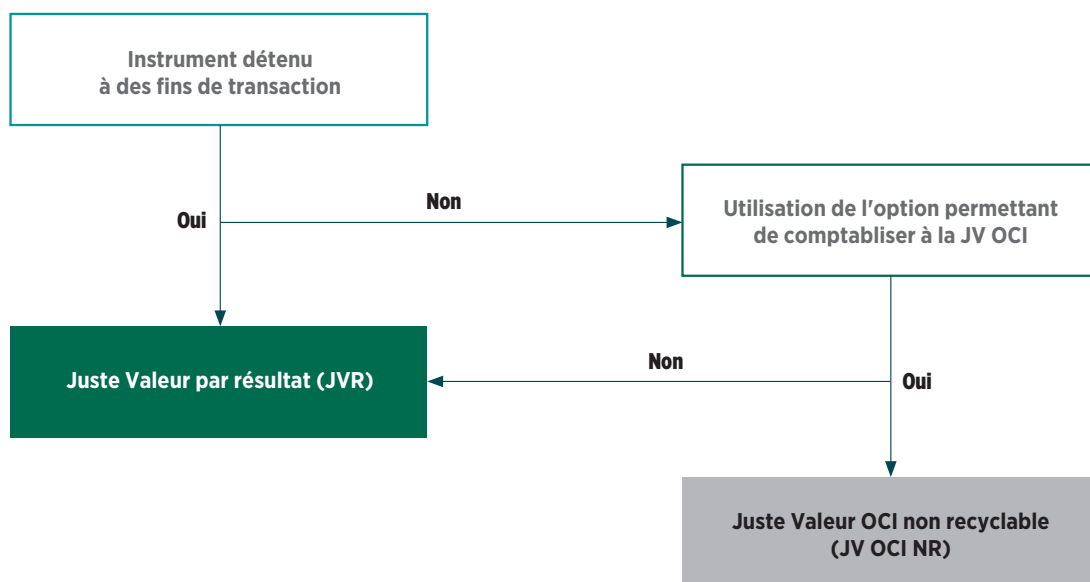 Instrument détenu
à des fins de transaction
Non
Oui
Utilisation de l'option permettant
de comptabliser à la JV OCI
Juste Valeur par résultat (JVR)
Non
Oui
Juste Valeur OCI non recyclable
(JV OCI NR)